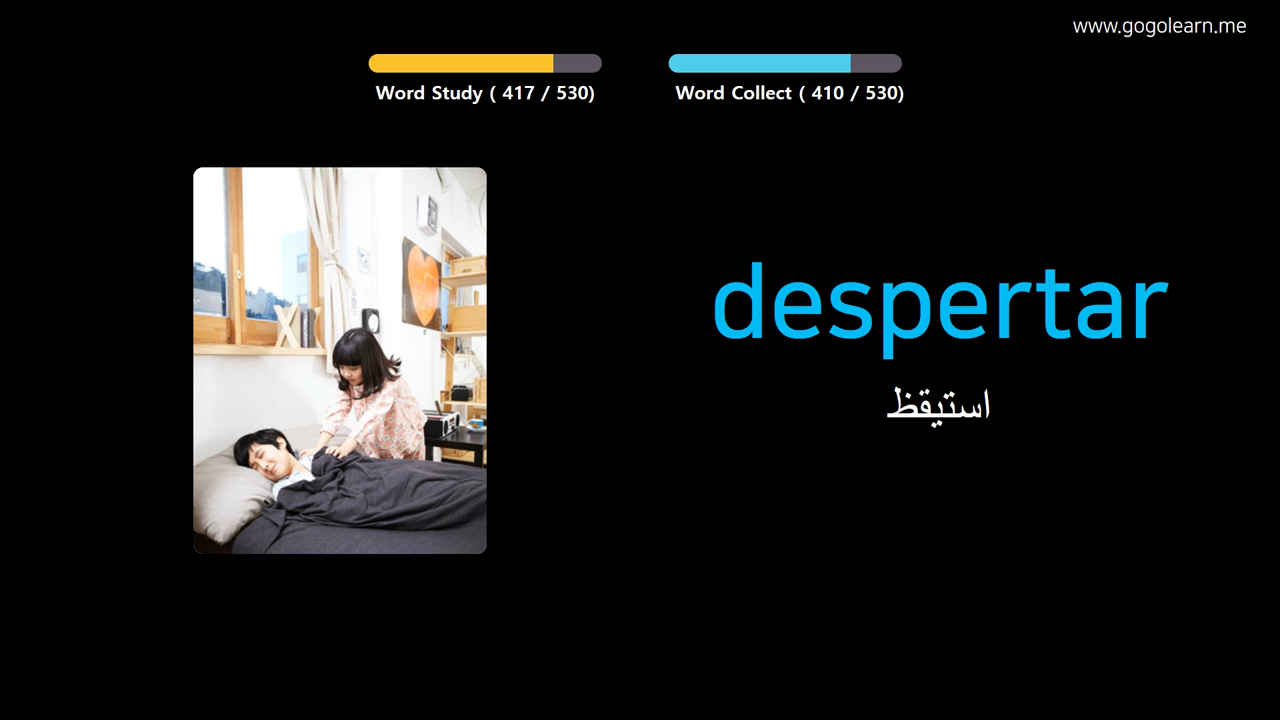 www.gogolearn.me
Word Study ( 417 / 530)
Word Collect ( 410 / 530)
despertar
استيقظ